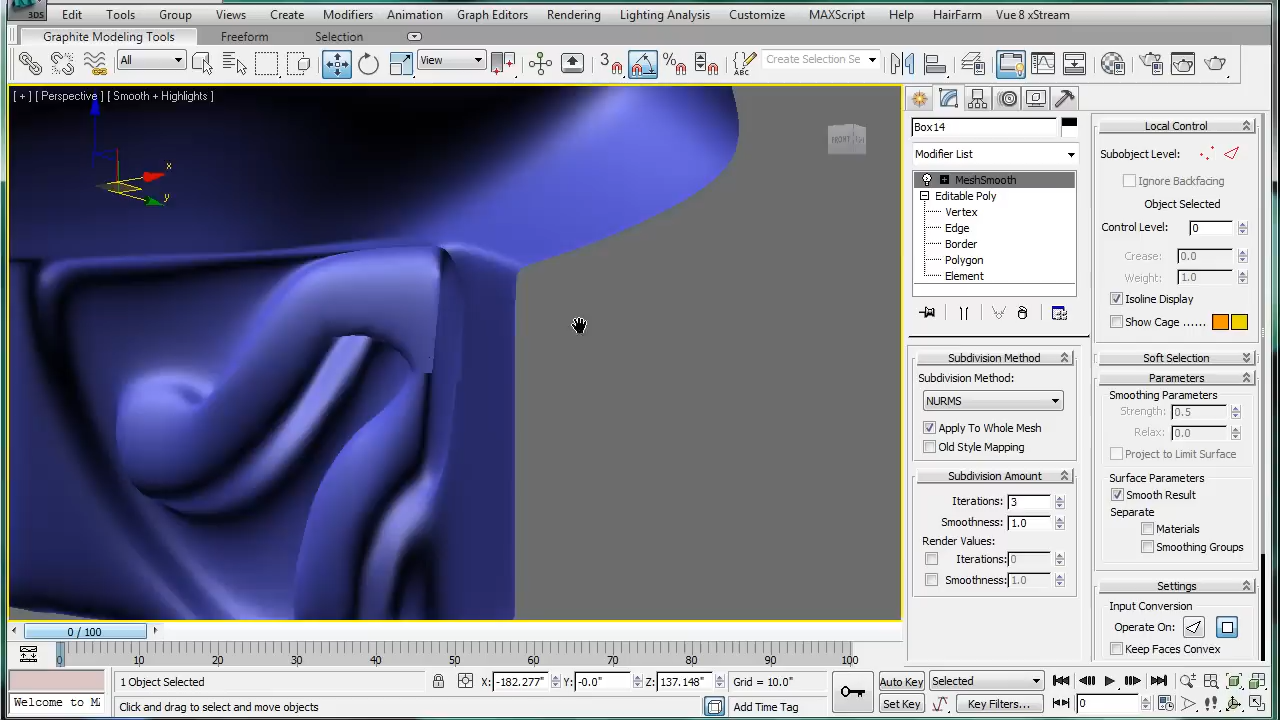 3DS
Edit Tools Group Views Create Modifiers Animation Graph Editors Rendering Lighting Analysis Customize MAXScript Help HairFarm Vue 8 xStream
Graphite Modeling Tools Freeform Selection
All View 3 ABC Create Selection Se
[ + ] [ Perspective ] [ Smooth + Highlights ]
FRONT
x
y
Box14
Modifier List
MeshSmooth
Editable Poly
Vertex
Edge
Border
Polygon
Element
Subdivision Method
Subdivision Method:
NURMS
Apply To Whole Mesh
Old Style Mapping
Subdivision Amount
Iterations: 3
Smoothness: 1.0
Render Values:
Iterations: 0
Smoothness: 1.0
Local Control
Subobject Level:
Ignore Backfacing
Object Selected
Control Level: 0
Crease: 0.0
Weight: 1.0
Isoline Display
Show Cage ......
Soft Selection
Parameters
Smoothing Parameters
Strength: 0.5
Relax: 0.0
Project to Limit Surface
Surface Parameters
Smooth Result
Separate
Materials
Smoothing Groups
Settings
Input Conversion
Operate On:
Keep Faces Convex
0 / 100
0 10 20 30 40 50 60 70 80 90 100
1 Object Selected X: -182.277" Y: -0.0" Z: 137.148" Grid = 10.0" Auto Key Selected
Welcome to M Click and drag to select and move objects Add Time Tag Set Key Key Filters... 0